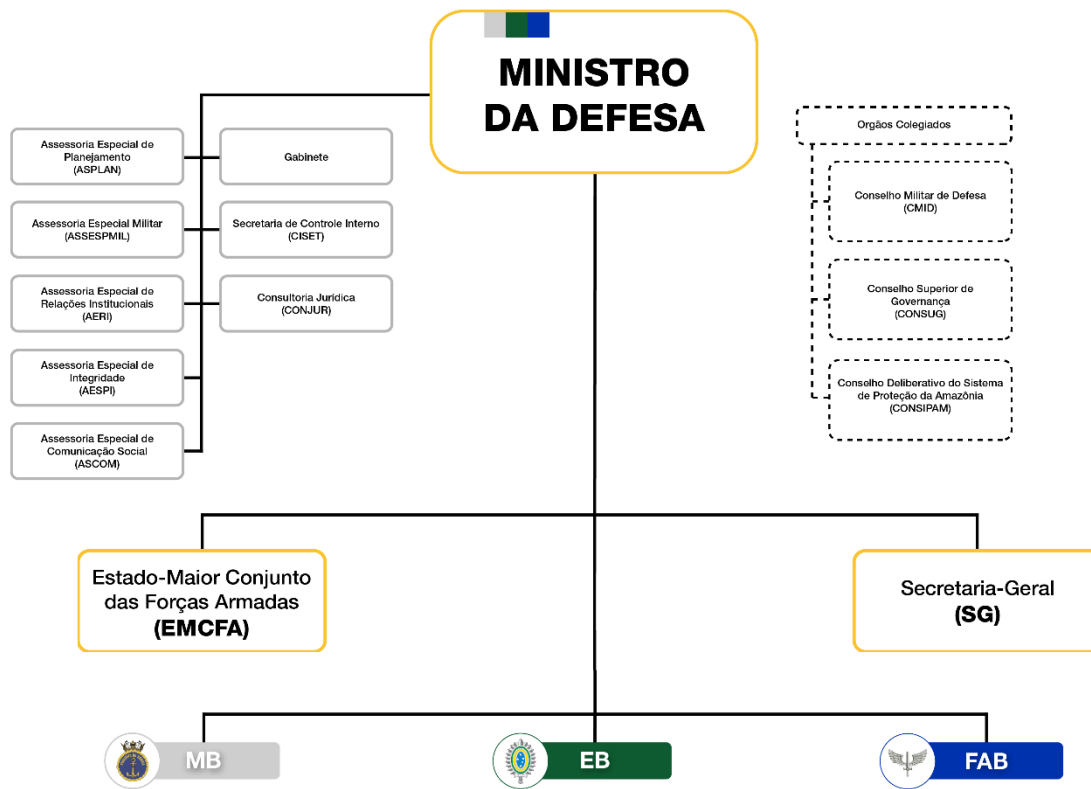 MINISTRO
DA DEFESA
Assessoria Especial de
Planejamento
(ASPLAN)
Gabinete
Assessoria Especial Militar
(ASSESPMIL)
Secretaria de Controle Interno
(CISET)
Assessoria Especial de
Relações Institucionais
(AERI)
Consultoria Jurídica
(CONJUR)
Assessoria Especial de
Integridade
(AESPI)
Assessoria Especial de
Comunicação Social
(ASCOM)
Orgãos Colegiados
Conselho Militar de Defesa
(CMID)
Conselho Superior de
Governança
(CONSUG)
Conselho Deliberativo do Sistema
de Proteção da Amazônia
(CONSIPAM)
Estado-Maior Conjunto
das Forças Armadas
(EMCFA)
Secretaria-Geral
(SG)
MB
EB
FAB